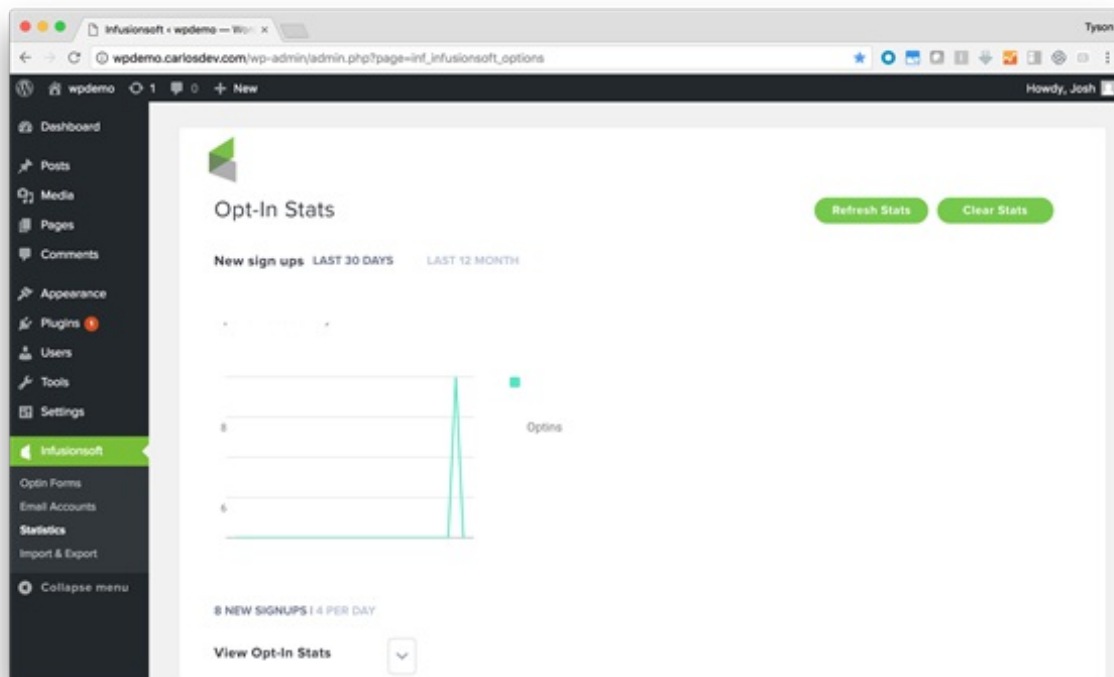 Infusionsoft ‹ wpdemo — Wor
Tyson
wpdemo.carlosdev.com/wp-admin/admin.php?page=inf_infusionsoft_options
wpdemo 1 0 + New
Howdy, Josh
Dashboard
Posts
Media
Pages
Comments
Appearance
Plugins 1
Users
Tools
Settings
Infusionsoft
Optin Forms
Email Accounts
Statistics
Import & Export
Collapse menu
Opt-In Stats
Refresh Stats
Clear Stats
New sign ups LAST 30 DAYS LAST 12 MONTH
8
Optins
6
8 NEW SIGNUPS | 4 PER DAY
View Opt-In Stats